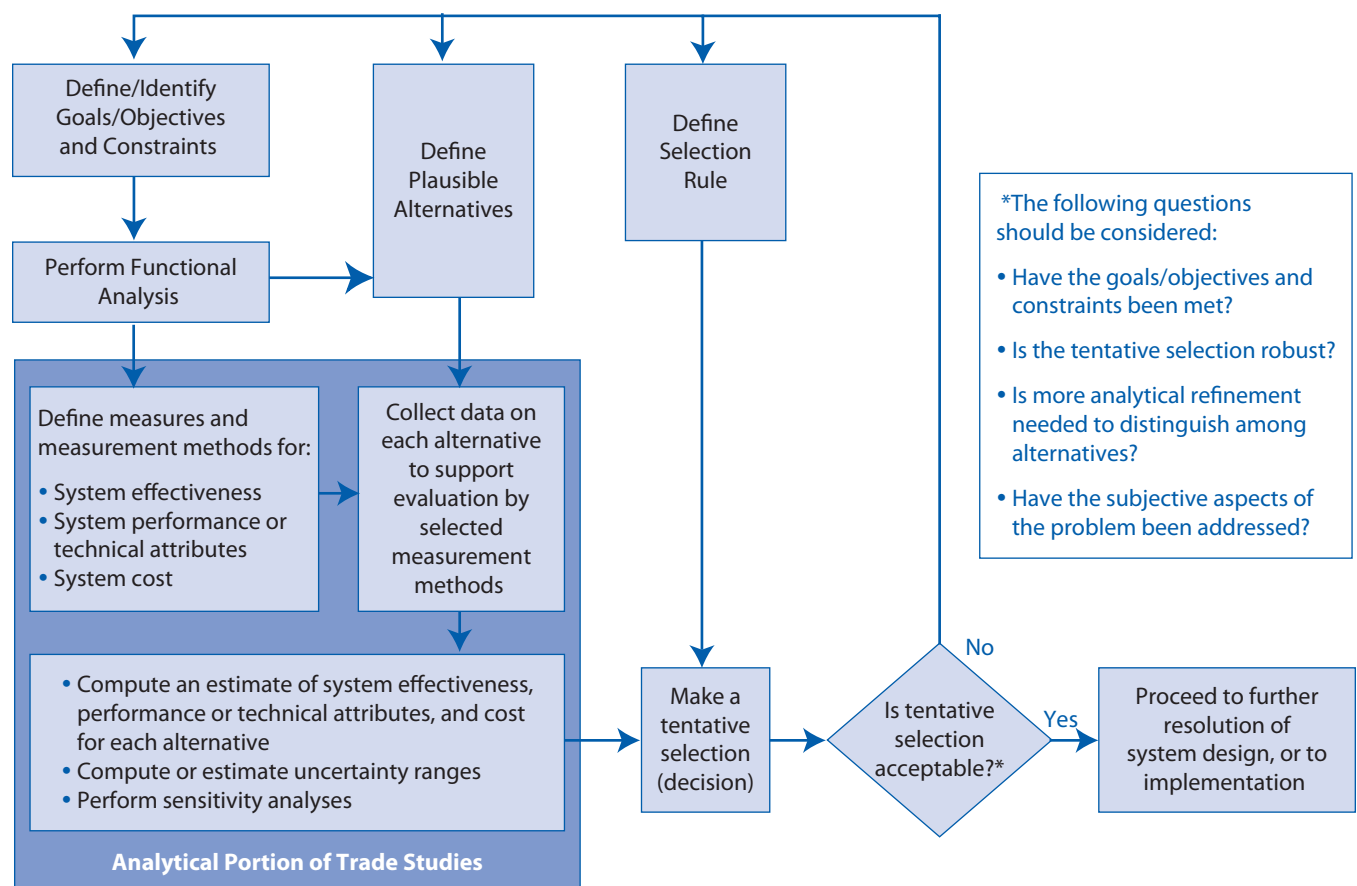 Define/Identify
Goals/Objectives
and Constraints
Define
Plausible
Alternatives
Define
Selection
Rule
Perform Functional
Analysis
*The following questions
should be considered:
• Have the goals/objectives and
constraints been met?
• Is the tentative selection robust?
• Is more analytical refinement
needed to distinguish among
alternatives?
• Have the subjective aspects of
the problem been addressed?
Define measures and
measurement methods for:
• System effectiveness
• System performance or
technical attributes
• System cost
Collect data on
each alternative
to support
evaluation by
selected
measurement
methods
• Compute an estimate of system effectiveness,
performance or technical attributes, and cost
for each alternative
• Compute or estimate uncertainty ranges
• Perform sensitivity analyses
Analytical Portion of Trade Studies
Make a
tentative
selection
(decision)
Is tentative
selection
acceptable?*
No
Yes
Proceed to further
resolution of
system design, or to
implementation